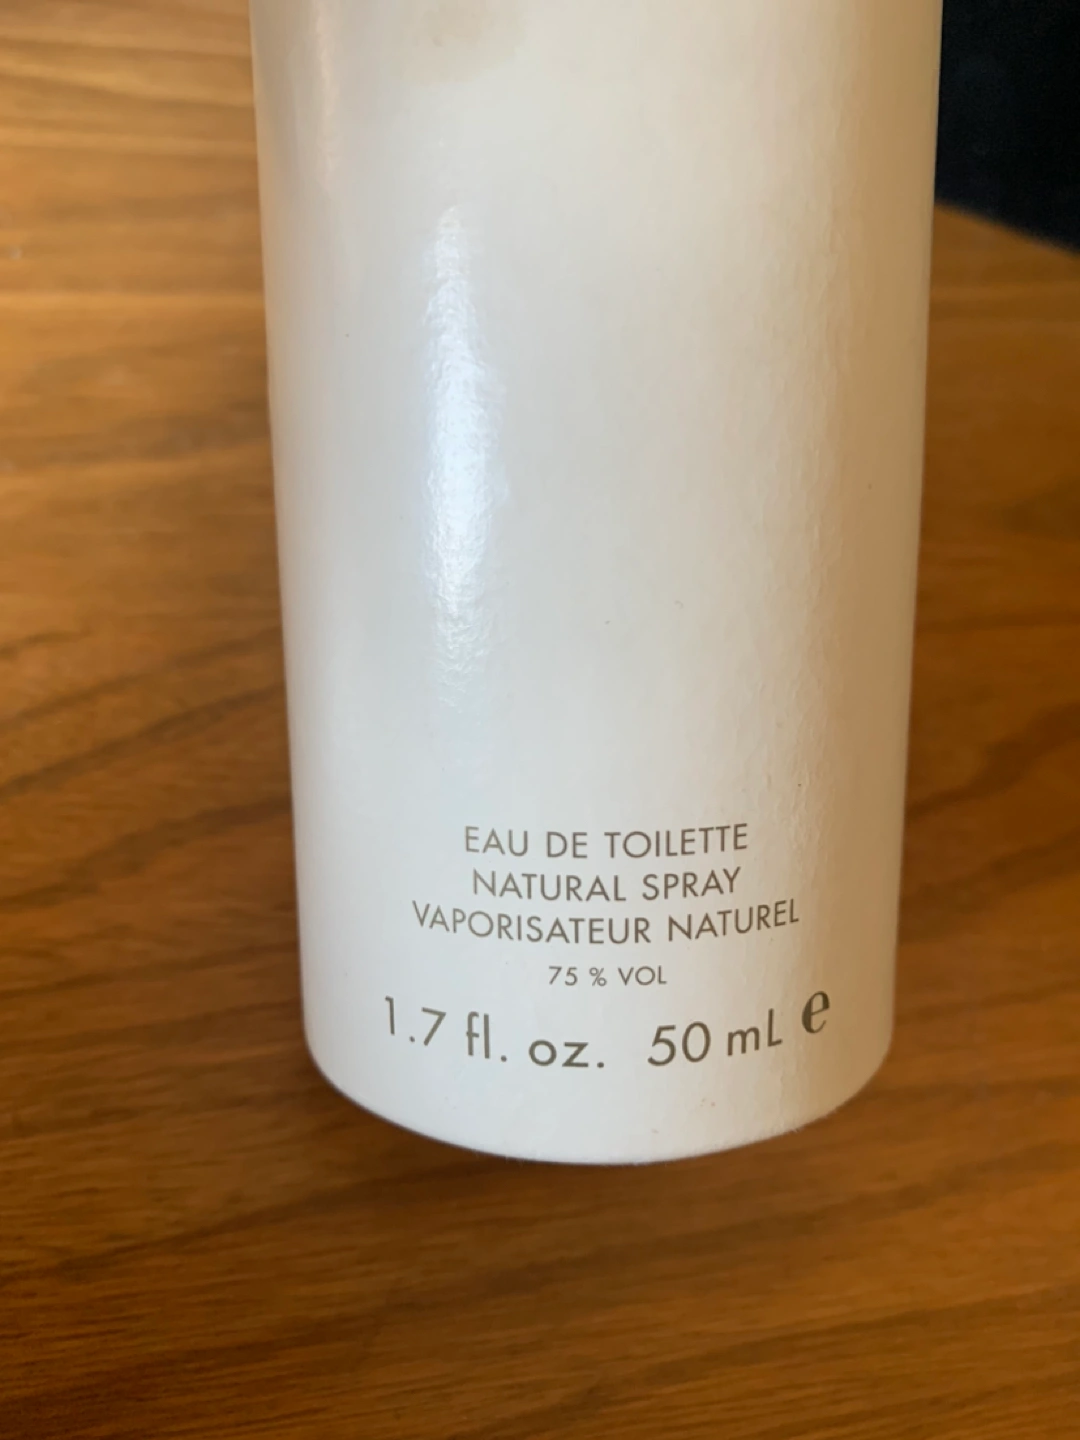 EAU DE TOILETTE
NATURAL SPRAY
VAPORISATEUR NATUREL
75 % VOL
1.7 fl. oz. 50 mL e